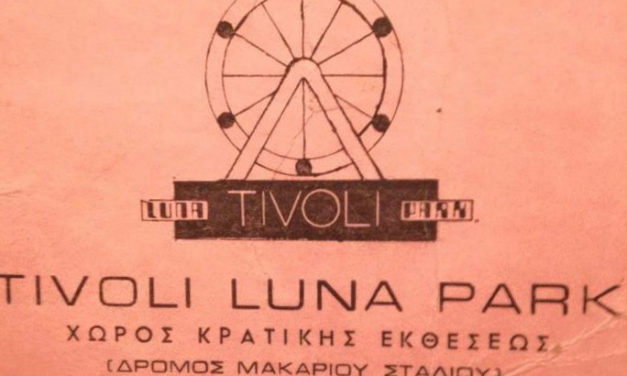 LUNA TIVOLI PARK
TIVOLI LUNA PARK
ΧΩΡΟΣ ΚΡΑΤΙΚΗΣ ΕΚΘΕΣΕΩΣ
(ΔΡΟΜΟΣ ΜΑΚΑΡΙΟΥ ΣΤΑΔΙΟΥ)